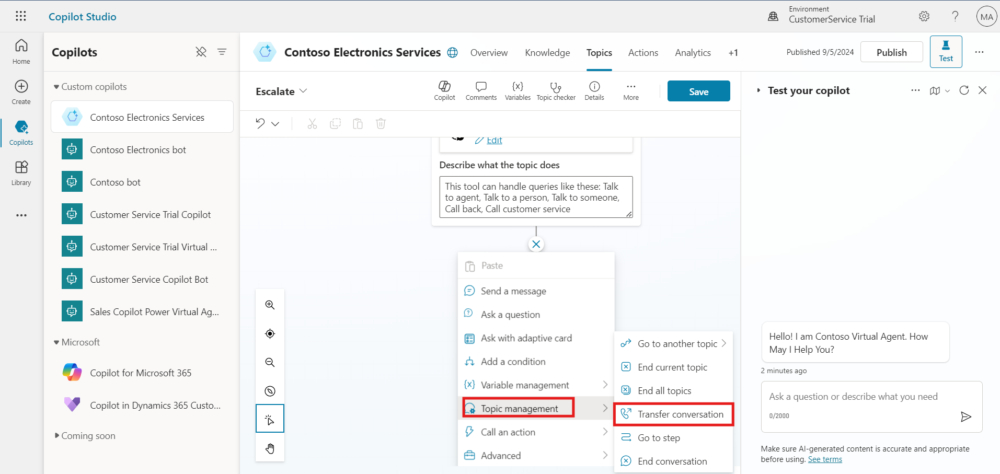 Copilot Studio
Environment
CustomerService Trial
MA
Home
Create
Copilots
Library
Copilots
Custom copilots
Contoso Electronics Services
Contoso Electronics bot
Contoso bot
Customer Service Trial Copilot
Customer Service Trial Virtual ...
Customer Service Copilot Bot
Sales Copilot Power Virtual Ag...
Microsoft
Copilot for Microsoft 365
Copilot in Dynamics 365 Custo...
Coming soon
Contoso Electronics Services
Overview
Knowledge
Topics
Actions
Analytics
+1
Published 9/5/2024
Publish
Test
Escalate
Copilot
Comments
Variables
Topic checker
Details
More
Save
Edit
Describe what the topic does
This tool can handle queries like these: Talk
to agent, Talk to a person, Talk to someone,
Call back, Call customer service
Paste
Send a message
Ask a question
Ask with adaptive card
Add a condition
Variable management
Topic management
Call an action
Advanced
Go to another topic
End current topic
End all topics
Transfer conversation
Go to step
End conversation
Test your copilot
Hello! I am Contoso Virtual Agent. How
May I Help You?
2 minutes ago
Ask a question or describe what you need
0/2000
Make sure AI-generated content is accurate and appropriate
before using. See terms